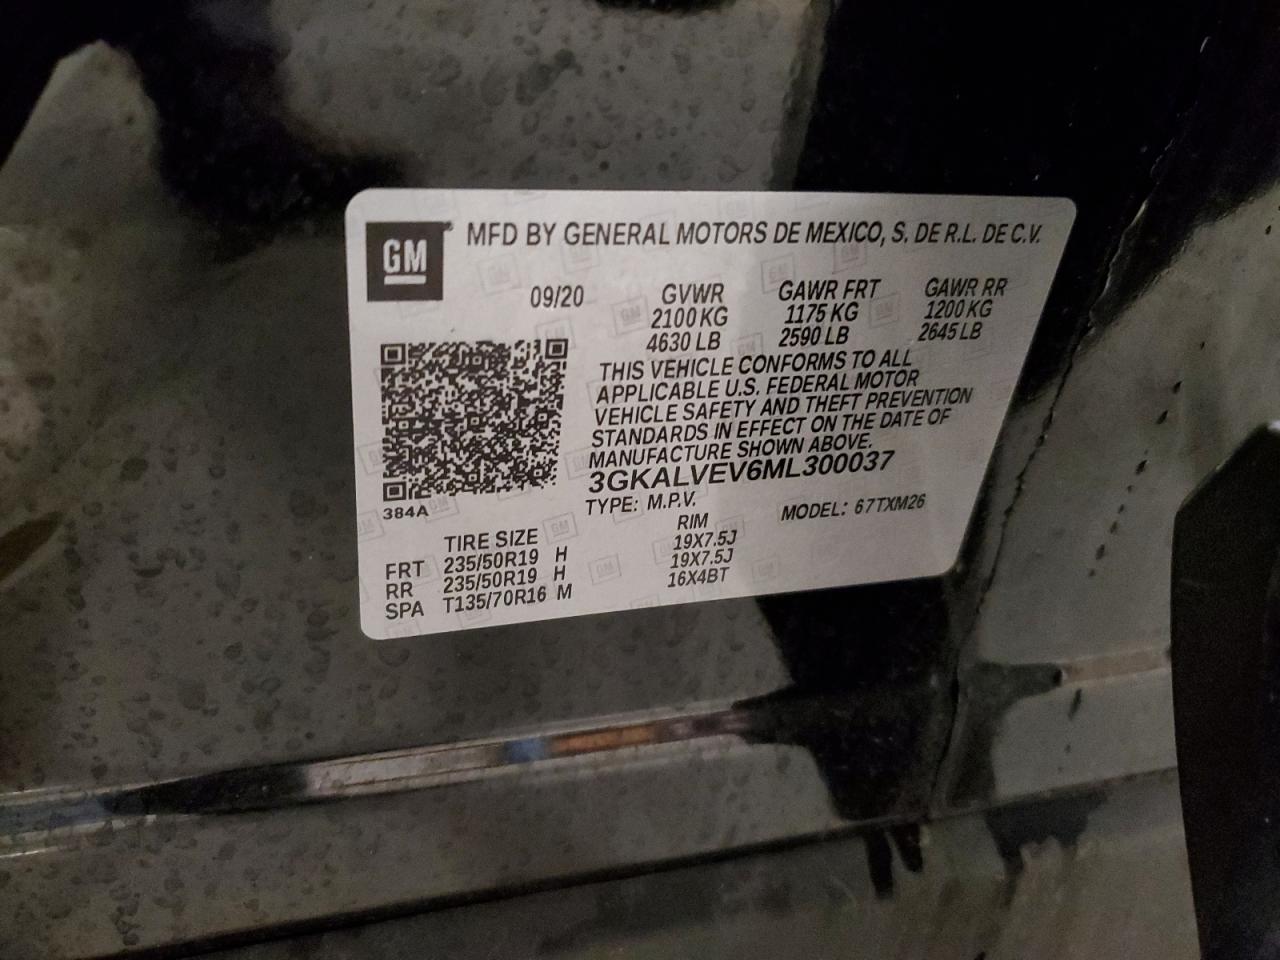 GM MFD BY GENERAL MOTORS DE MEXICO, S. DE R.L. DE C.V.
09/20 GVWR GAWR FRT GAWR RR
2100 KG 1175 KG 1200 KG
4630 LB 2590 LB 2645 LB
THIS VEHICLE CONFORMS TO ALL
APPLICABLE U.S. FEDERAL MOTOR
VEHICLE SAFETY AND THEFT PREVENTION
STANDARDS IN EFFECT ON THE DATE OF
MANUFACTURE SHOWN ABOVE.
3GKALVEV6ML300037
384A TYPE: M.P.V. MODEL: 67TXM26
TIRE SIZE RIM
FRT 235/50R19 H 19X7.5J
RR 235/50R19 H 19X7.5J
SPA T135/70R16 M 16X4BT